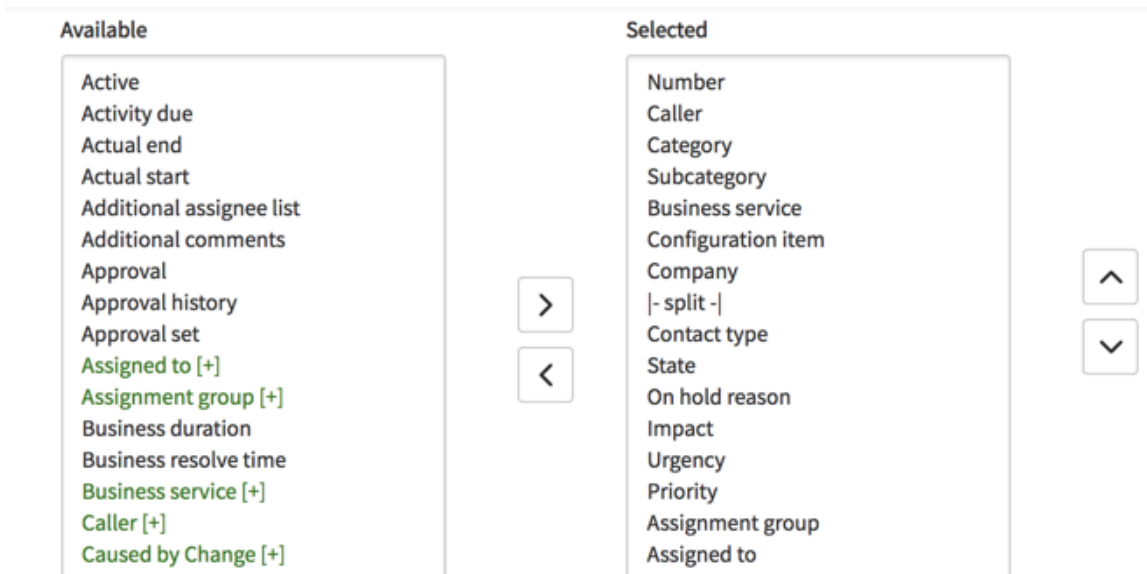 Available
Active
Activity due
Actual end
Actual start
Additional assignee list
Additional comments
Approval
Approval history
Approval set
Assigned to [+]
Assignment group [+]
Business duration
Business resolve time
Business service [+]
Caller [+]
Caused by Change [+]
Selected
Number
Caller
Category
Subcategory
Business service
Configuration item
Company
|- split -|
Contact type
State
On hold reason
Impact
Urgency
Priority
Assignment group
Assigned to